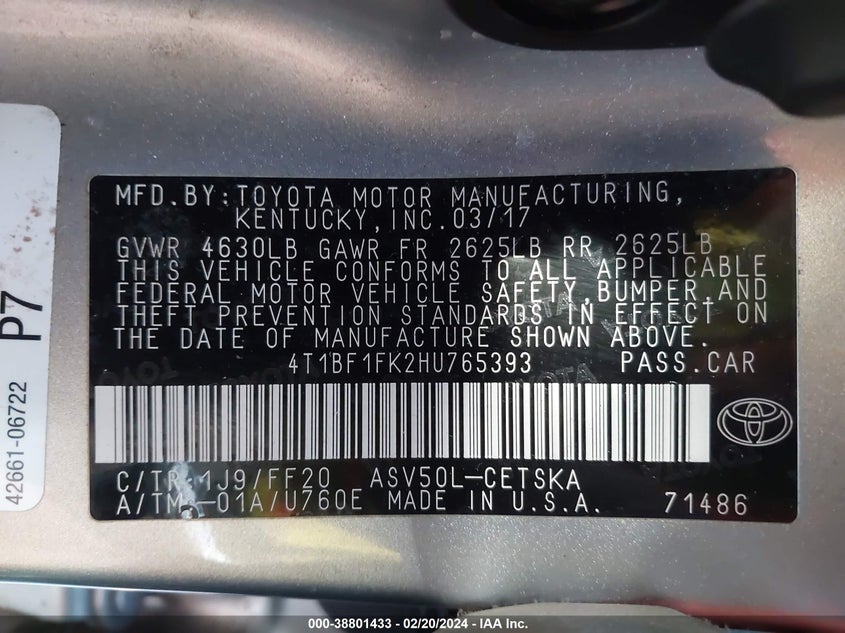 MFD.BY:TOYOTA MOTOR MANUFACTURING,
KENTUCKY,INC.03/17
GVWR 4630LB GAWR FR 2625LB RR 2625LB
THIS VEHICLE CONFORMS TO ALL APPLICABLE
FEDERAL MOTOR VEHICLE SAFETY,BUMPER,AND
THEFT PREVENTION STANDARDS IN EFFECT ON
THE DATE OF MANUFACTURE SHOWN ABOVE.
4T1BF1FK2HU765393 PASS.CAR
C/TR 1J9/FF20 ASV50L-CETSKA
A/TM -01A/U760E MADE IN U.S.A. 71486
P7
42661-06722
000-38801433 - 02/20/2024 - IAA Inc.